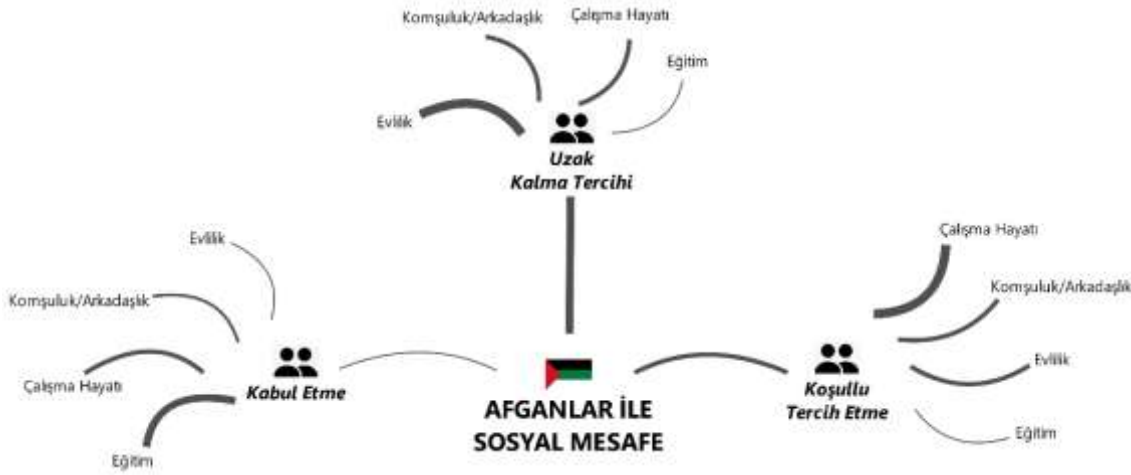 Komşuluk/Arkadaşlık
Çalışma Hayatı
Eğitim
Evlilik
Uzak
Kalma Tercihi
Evlilik
Komşuluk/Arkadaşlık
Çalışma Hayatı
Eğitim
Kabul Etme
Çalışma Hayatı
Komşuluk/Arkadaşlık
Evlilik
Eğitim
Koşullu
Tercih Etme
AFGANLAR İLE
SOSYAL MESAFE